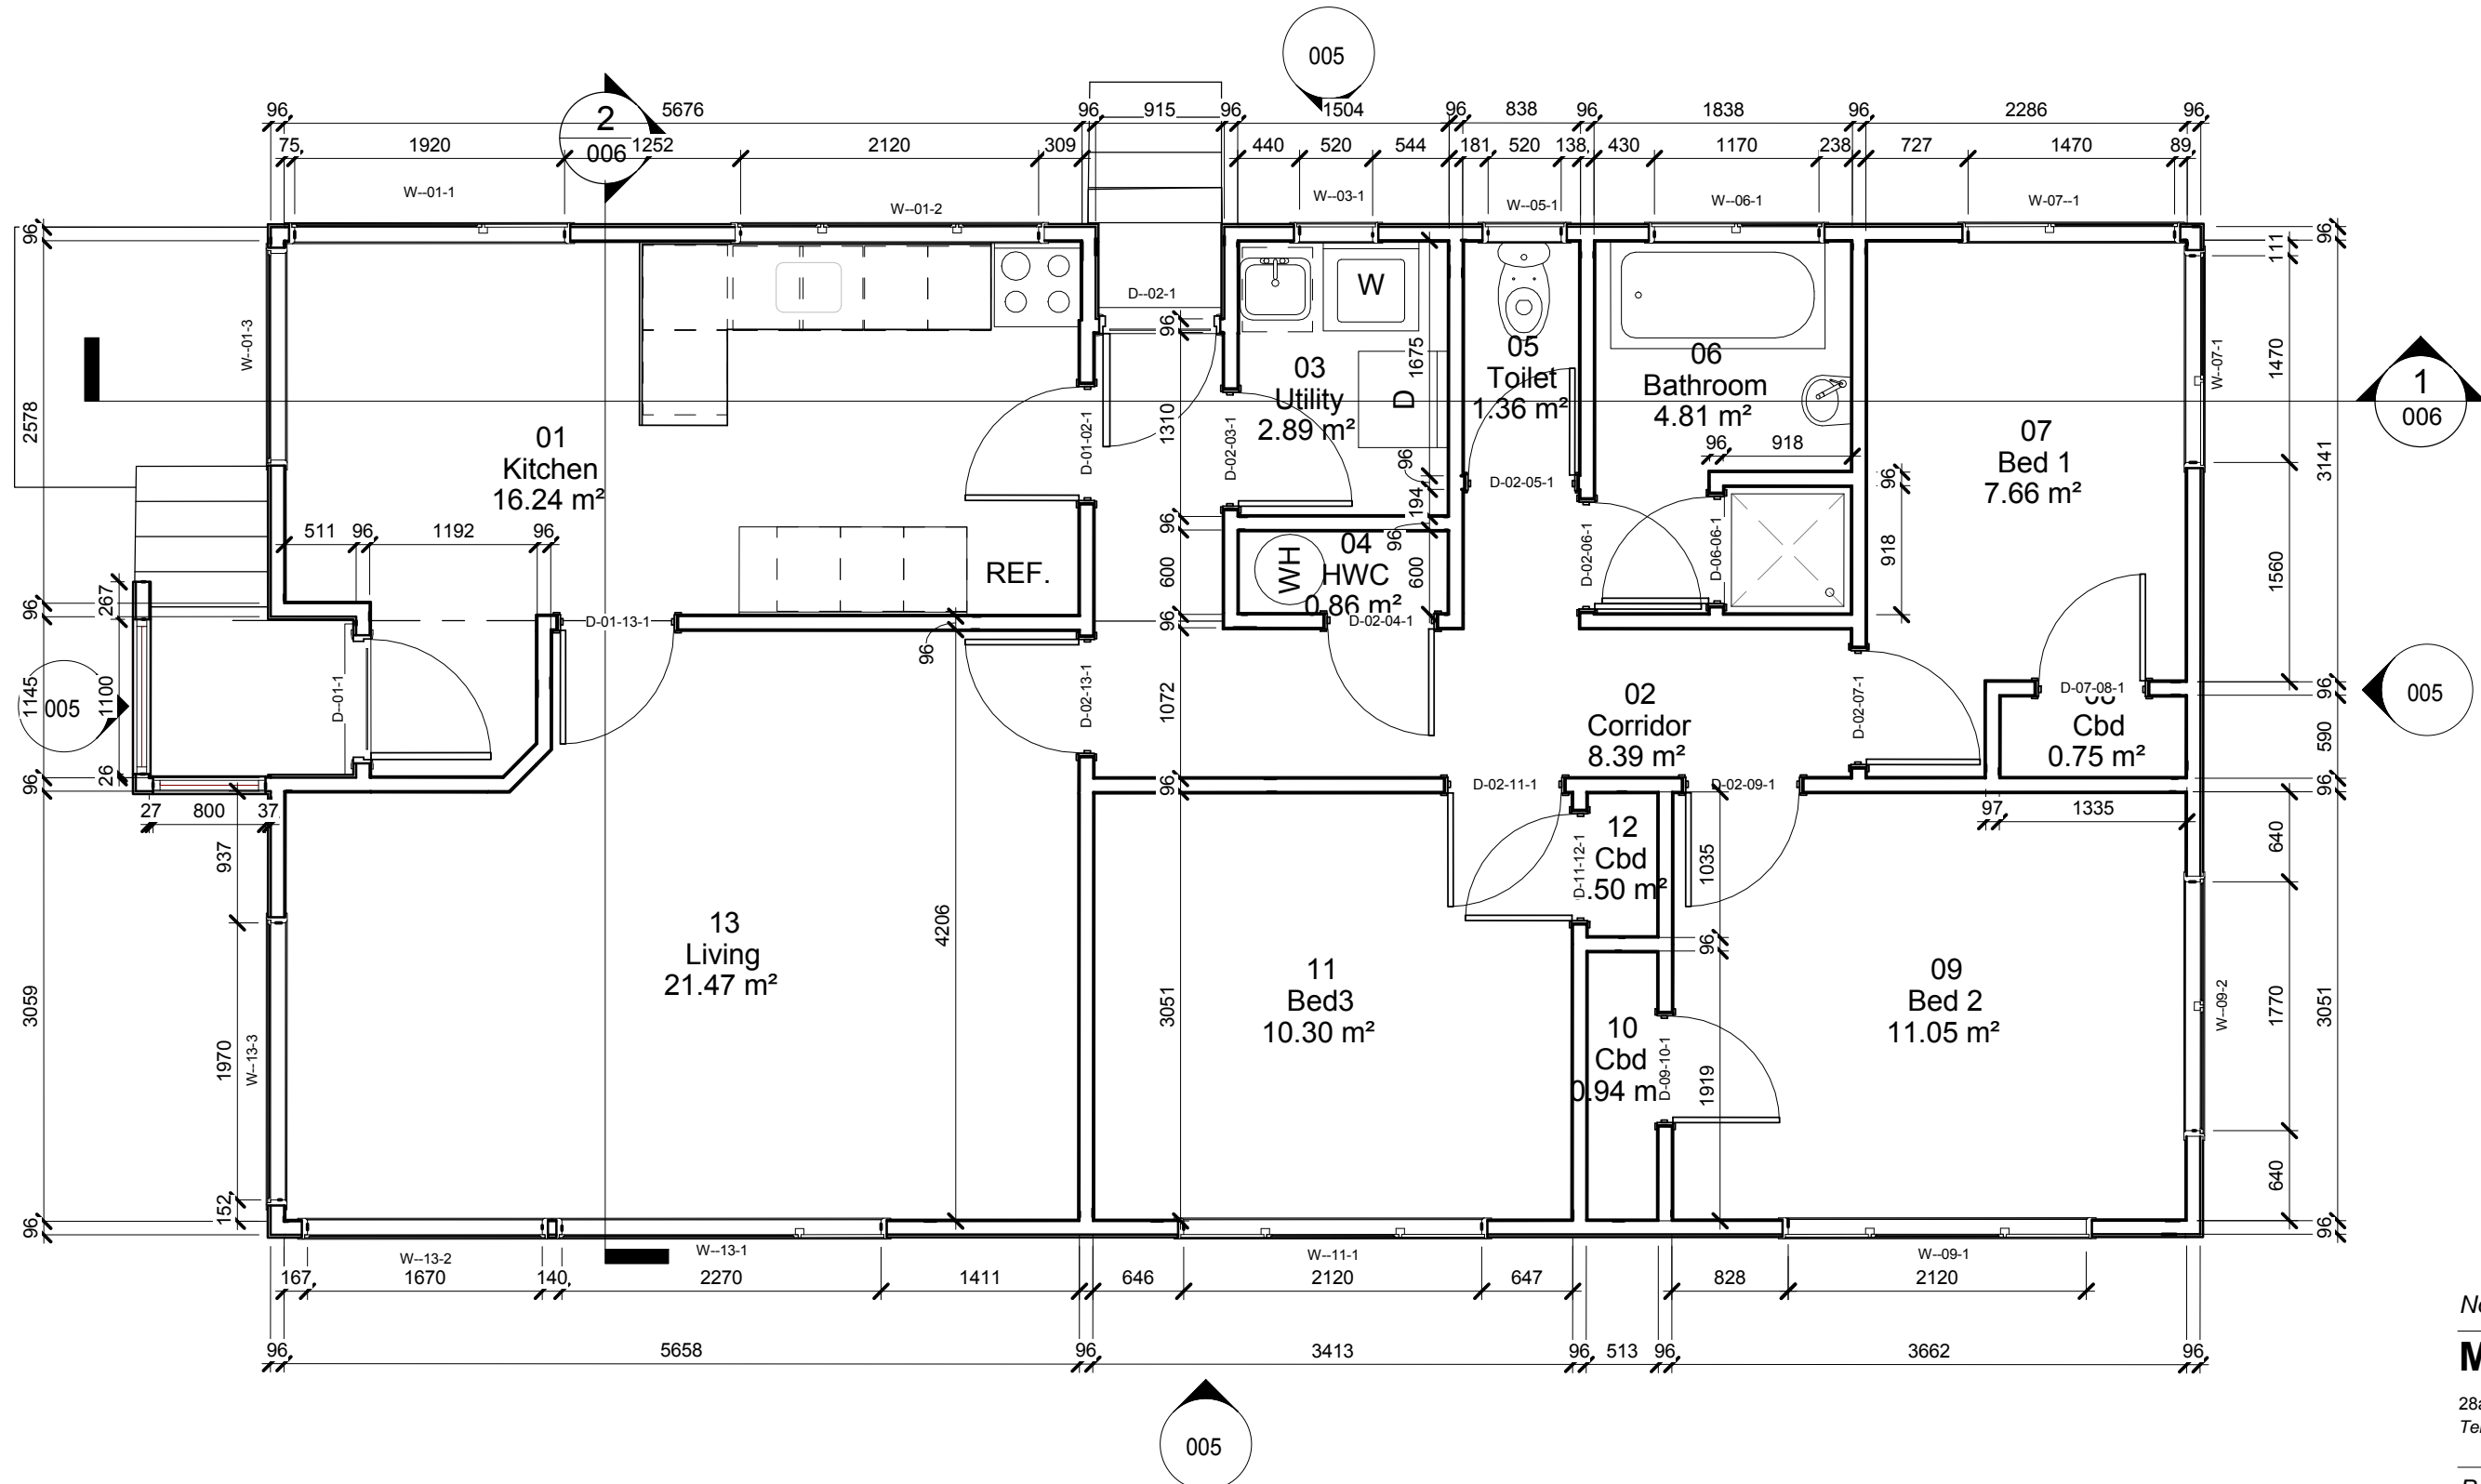 005
96 5676 96 915 96 1504 96 838 96 1838 96 2286 96
2
006
75 1920 1252 2120 309 440 520 544 181 520 138 430 1170 238 727 1470 89
W--01-1
W--01-2
W--03-1
W--05-1
W--06-1
W-07--1
96
2578
96
1145
96
3059
96
267
1100
26
005
W--01-3
01
Kitchen
16.24 m²
511 96 1192 96
REF.
D-01-02-1
D--02-1
D-02-03-1
96
1310
96
600
96
1072
96
3051
03
Utility
2.89 m²
W
D
1675
96
194
96
600
WH
04
HWC
0.86 m²
D-02-04-1
05
Toilet
1.36 m²
D-02-05-1
06
Bathroom
4.81 m²
96 918
96
918
D-02-06-1
D-06-06-1
07
Bed 1
7.66 m²
W--07-1
1
006
96
111
1470
1560
3141
96
590
96
640
1770
640
3051
96
005
D-07-08-1
Cbd
0.75 m²
97 1335
D-02-07-1
02
Corridor
8.39 m²
D-01-13-1
D-02-13-1
D--01-1
96
4206
27 800 37
937
1970
152
W--13-3
13
Living
21.47 m²
D-02-11-1
D-02-09-1
11
Bed3
10.30 m²
12
Cbd
.50 m²
D-11-12-1
1035
96
1919
10
Cbd
0.94 m
D-09-10-1
09
Bed 2
11.05 m²
W--09-2
W--13-2
W--13-1
W--11-1
W--09-1
167 1670 140 2270 1411 646 2120 647 828 2120
96 5658 96 3413 96 513 96 3662 96
005
28a